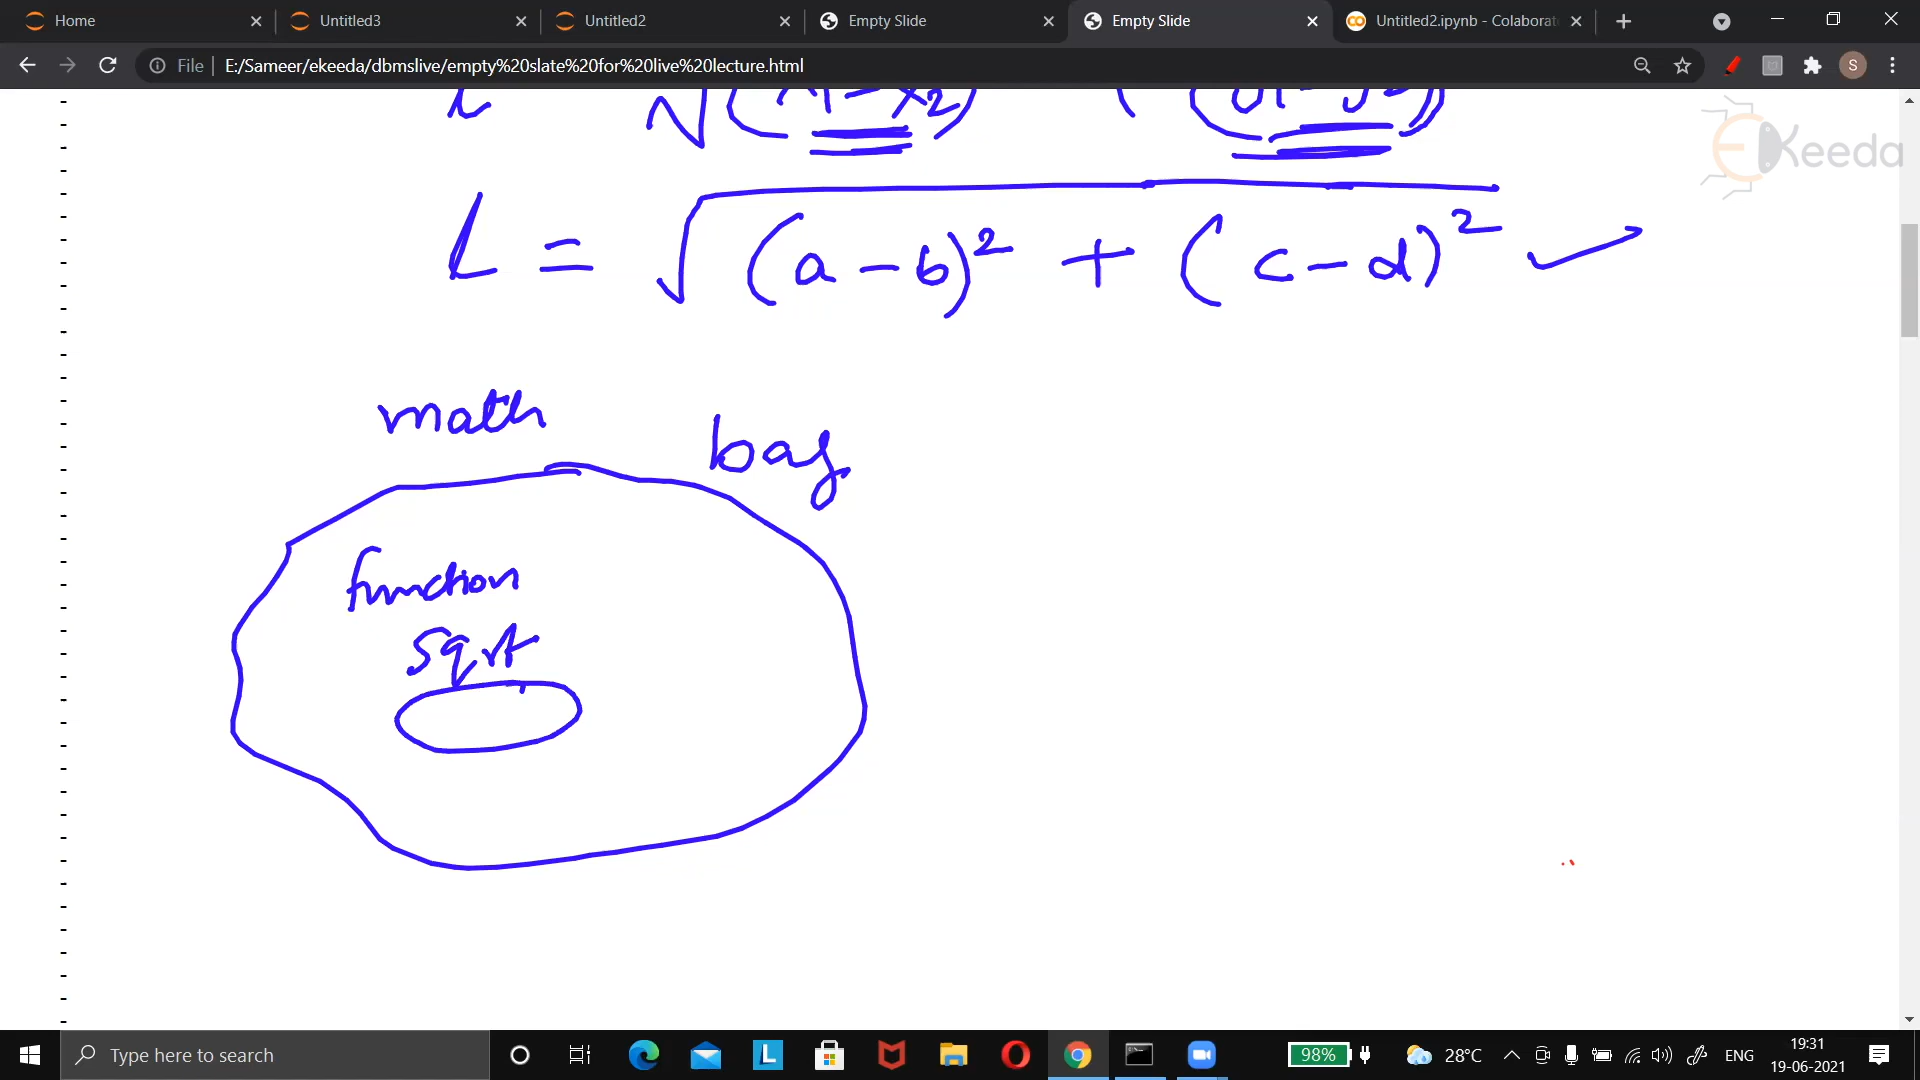 Home
Untitled3
Untitled2
Empty Slide
Empty Slide
Untitled2.ipynb - Colaborat
File | E:/Sameer/ekeeda/dbmslive/empty%20slate%20for%20live%20lecture.html
S
EKeeda
L = √((a - b)² + (c - d)²
math
bag
function
sqrt
Type here to search
98%
28°C
ENG
19:31
19-06-2021